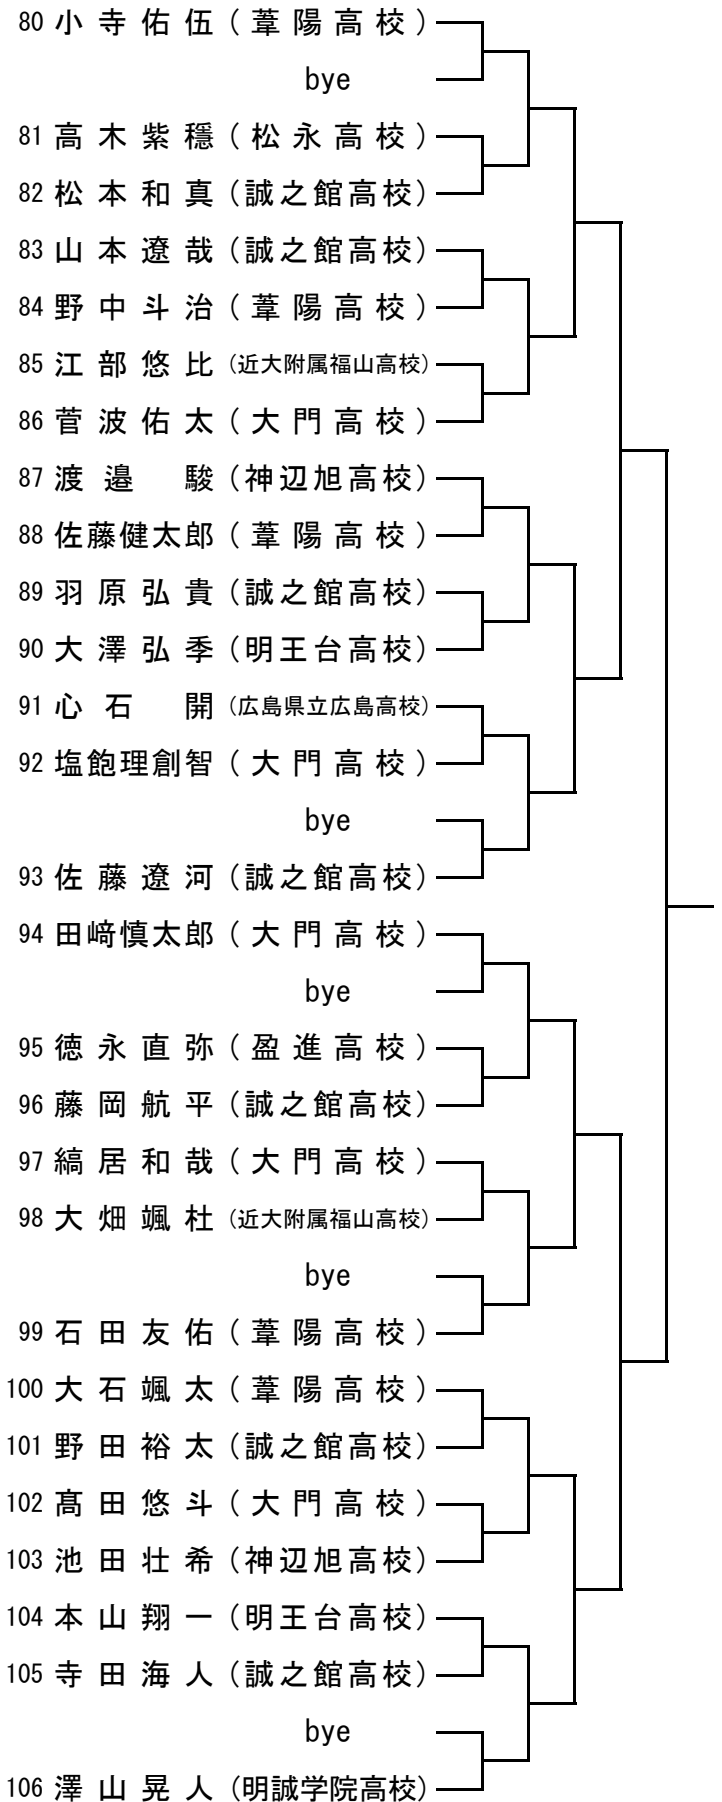 80 小寺佑伍（葦陽高校）
bye
81 高木紫穏（松永高校）
82 松本和真（誠之館高校）
83 山本遼哉（誠之館高校）
84 野中斗治（葦陽高校）
85 江部悠比（近大附属福山高校）
86 菅波佑太（大門高校）
87 渡邉　駿（神辺旭高校）
88 佐藤健太郎（葦陽高校）
89 羽原弘貴（誠之館高校）
90 大澤弘季（明王台高校）
91 心石　開（広島県立広島高校）
92 塩飽理創智（大門高校）
bye
93 佐藤遼河（誠之館高校）
94 田﨑慎太郎（大門高校）
bye
95 徳永直弥（盈進高校）
96 藤岡航平（誠之館高校）
97 縞居和哉（大門高校）
98 大畑颯杜（近大附属福山高校）
bye
99 石田友佑（葦陽高校）
100 大石颯太（葦陽高校）
101 野田裕太（誠之館高校）
102 髙田悠斗（大門高校）
103 池田壮希（神辺旭高校）
104 本山翔一（明王台高校）
105 寺田海人（誠之館高校）
bye
106 澤山晃人（明誠学院高校）